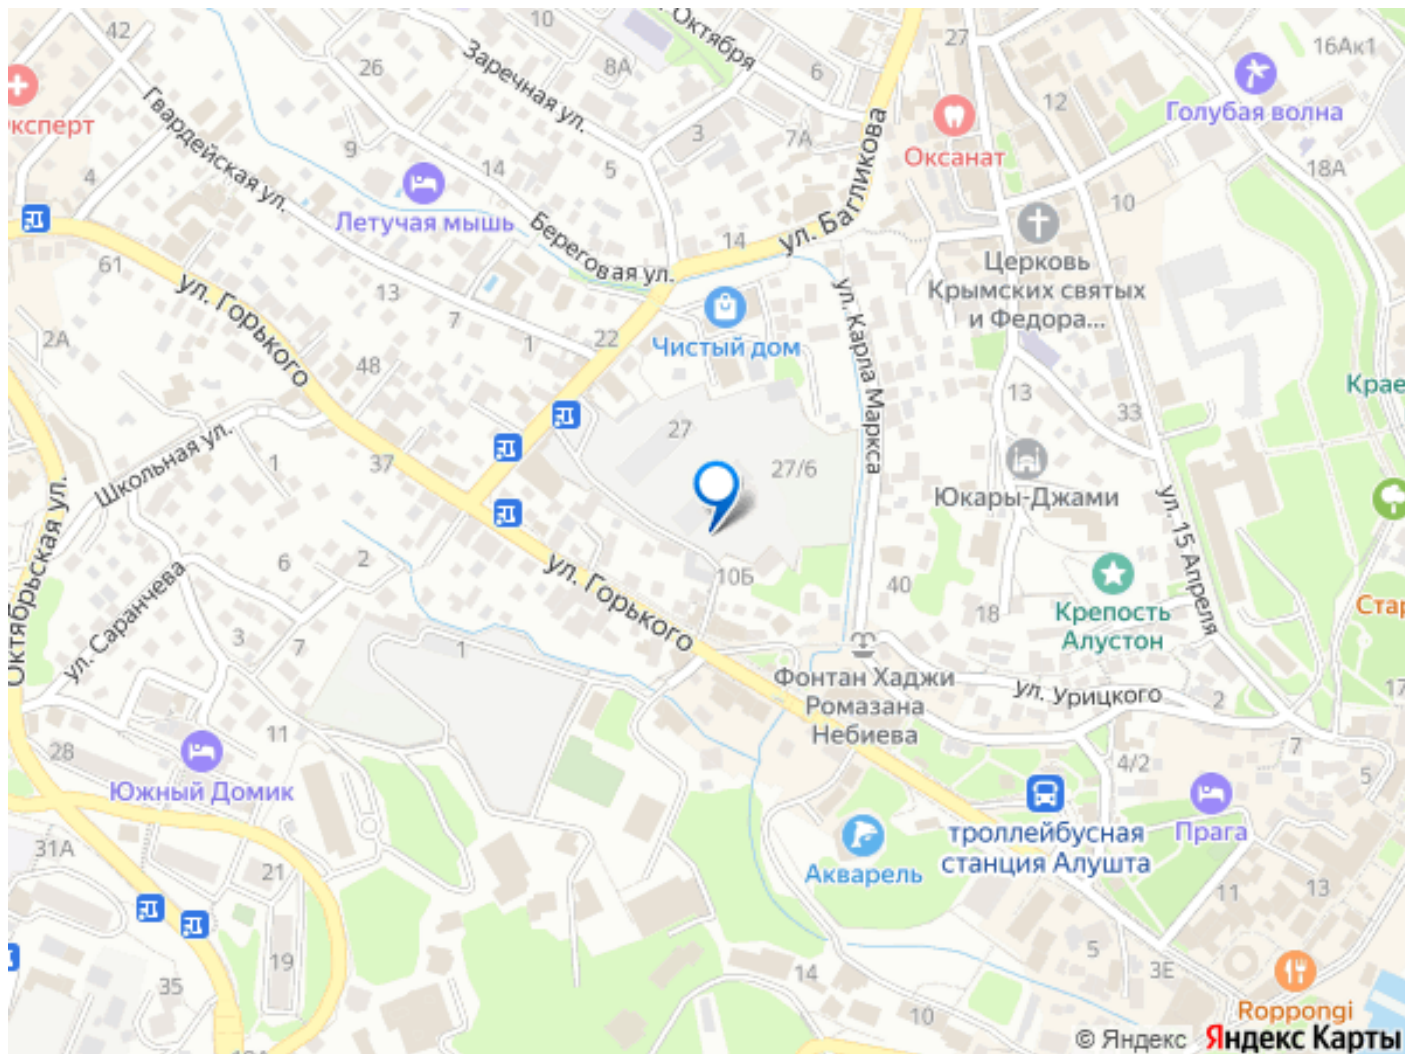 42
10
Октября
27
16Ак1
Заречная ул.
26
8А
6
12
Голубая волна
Эксперт
Гвардейская ул.
9
14
3
7А
5
Оксанат
18А
4
Летучая мышь
Береговая ул.
14
ул. Багликова
10
Церковь
Крымских святых
и Федора...
61
ул. Горького
13
7
1
22
Чистый дом
ул. Карла Маркса
2А
48
13
33
Крае
Школьная ул.
1
37
27
27/6
Юкары-Джами
ул. 15 Апреля
Октябрьская ул.
ул. Саранчева
6
2
ул. Горького
10Б
40
18
Крепость
Алустон
Стар
3
7
1
Фонтан Хаджи
Ромазана
Небиева
ул. Урицкого
2
17
28
11
Южный Домик
4/2
7
5
троллейбусная
станция Алушта
Прага
31А
21
Акварель
11
13
19
35
14
5
3Е
10
Roppongi
© Яндекс Яндекс Карты